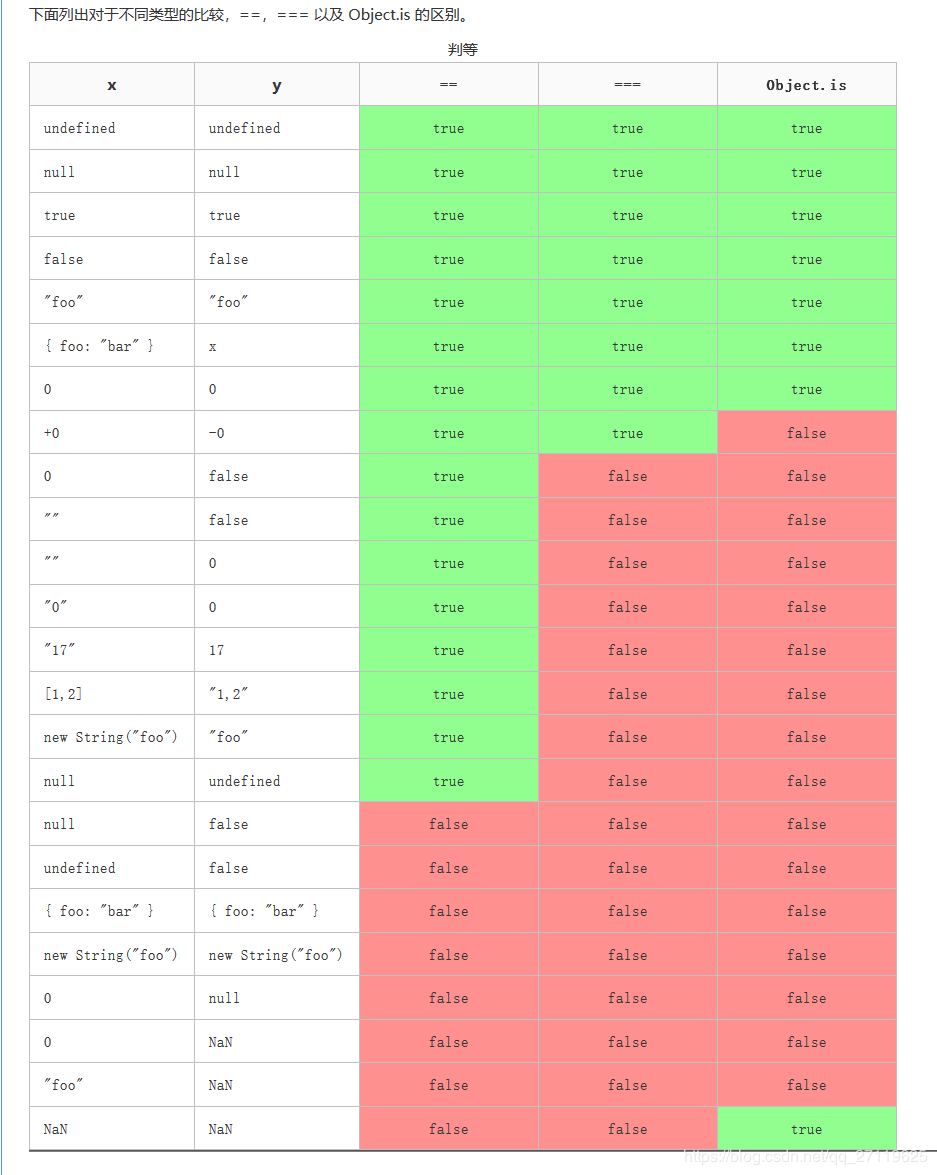 下面列出对于不同类型的比较，==，=== 以及 Object.is 的区别。
判等
x y == === Object.is
undefined undefined true true true
null null true true true
true true true true true
false false true true true
"foo" "foo" true true true
{ foo: "bar" } x true true true
0 0 true true true
+0 -0 true true false
0 false true false false
"" false true false false
"" 0 true false false
"0" 0 true false false
"17" 17 true false false
[1,2] "1,2" true false false
new String("foo") "foo" true false false
null undefined true false false
null false false false false
undefined false false false false
{ foo: "bar" } { foo: "bar" } false false false
new String("foo") new String("foo") false false false
0 null false false false
0 NaN false false false
"foo" NaN false false false
NaN NaN false false true
https://blog.csdn.net/qq_27119625